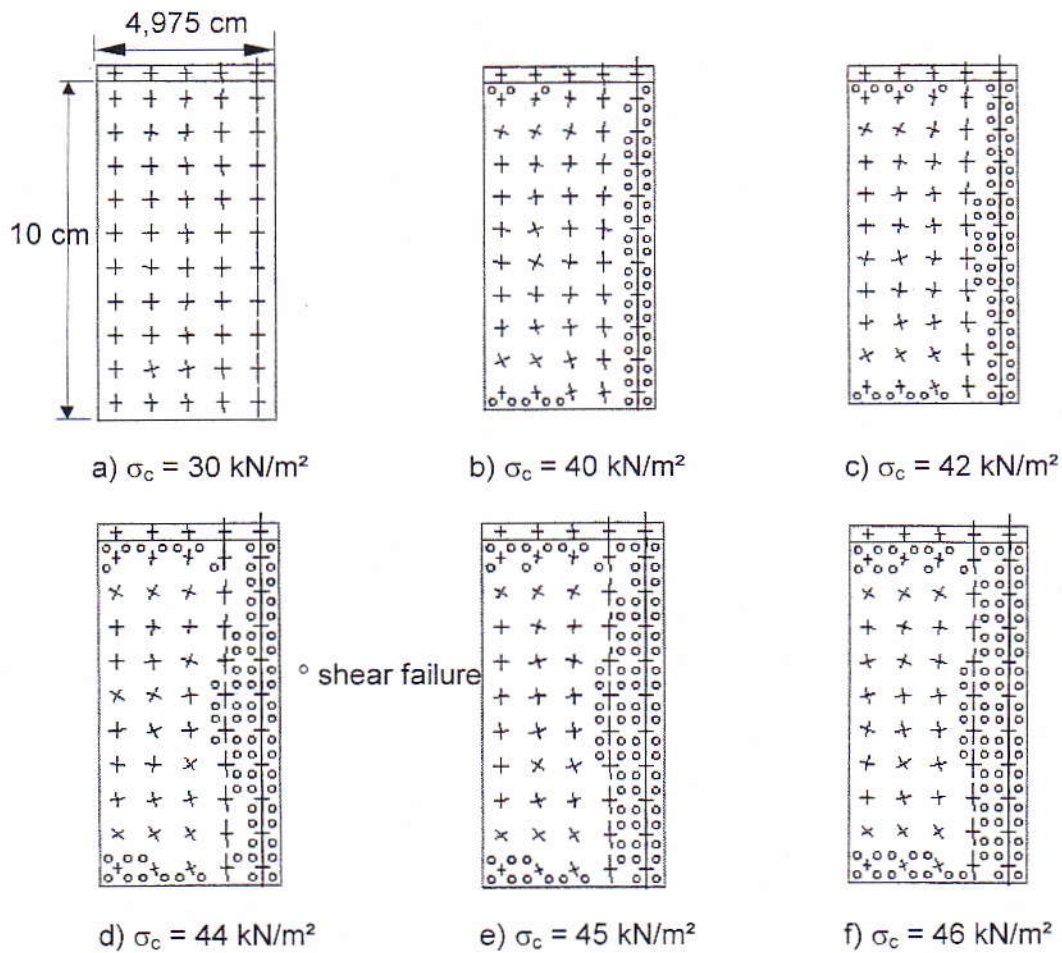 4,975 cm
10 cm
a) σc = 30 kN/m²
b) σc = 40 kN/m²
c) σc = 42 kN/m²
° shear failure
d) σc = 44 kN/m²
e) σc = 45 kN/m²
f) σc = 46 kN/m²